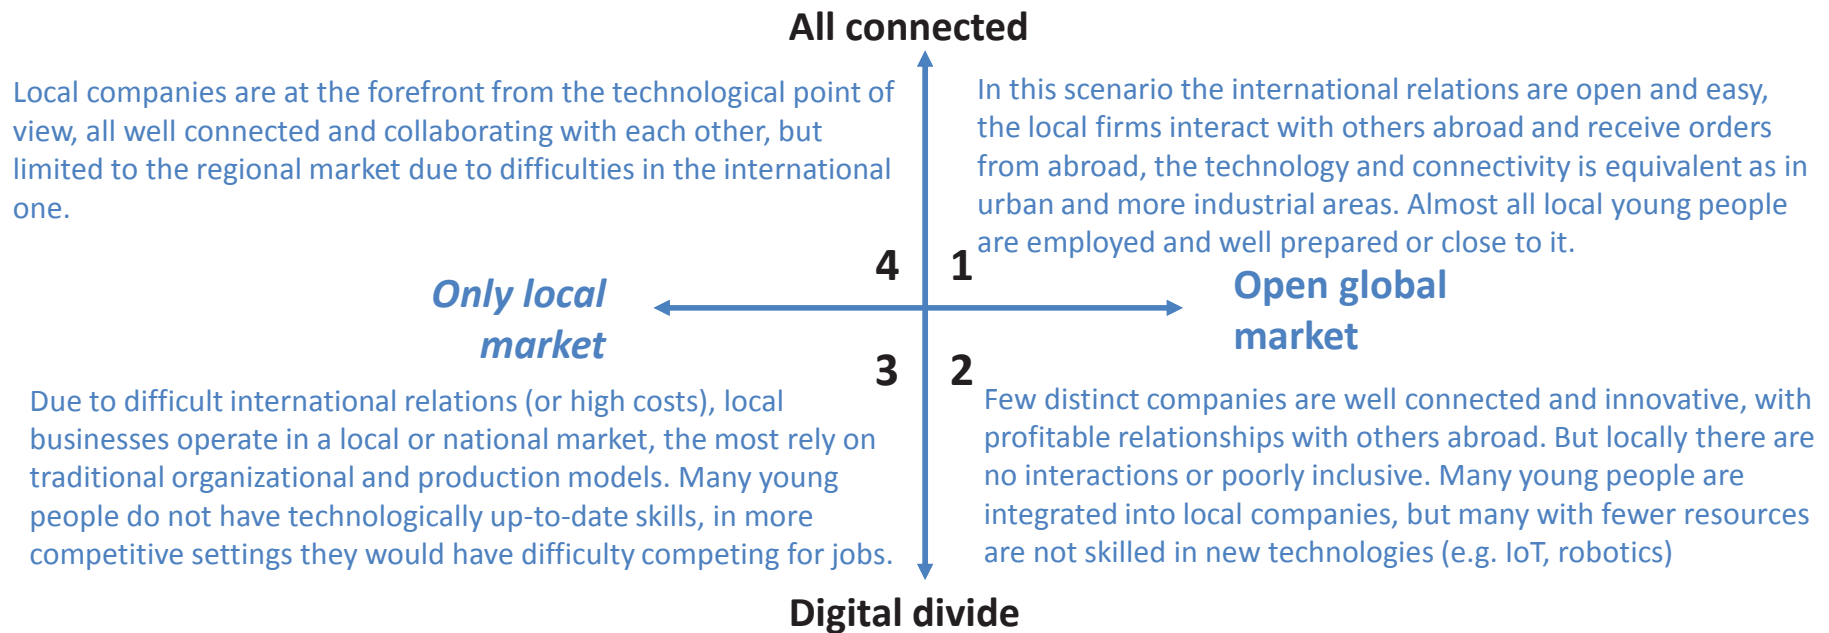 All connected
Local companies are at the forefront from the technological point of
view, all well connected and collaborating with each other, but
limited to the regional market due to difficulties in the international
one.
In this scenario the international relations are open and easy,
the local firms interact with others abroad and receive orders
from abroad, the technology and connectivity is equivalent as in
urban and more industrial areas. Almost all local young people
are employed and well prepared or close to it.
4 1
Only local
market
Open global
market
3 2
Due to difficult international relations (or high costs), local
businesses operate in a local or national market, the most rely on
traditional organizational and production models. Many young
people do not have technologically up-to-date skills, in more
competitive settings they would have difficulty competing for jobs.
Few distinct companies are well connected and innovative, with
profitable relationships with others abroad. But locally there are
no interactions or poorly inclusive. Many young people are
integrated into local companies, but many with fewer resources
are not skilled in new technologies (e.g. IoT, robotics)
Digital divide